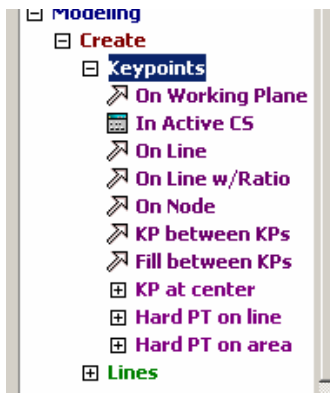 Modeling
Create
Keypoints
On Working Plane
In Active CS
On Line
On Line w/Ratio
On Node
KP between KPs
Fill between KPs
KP at center
Hard PT on line
Hard PT on area
Lines